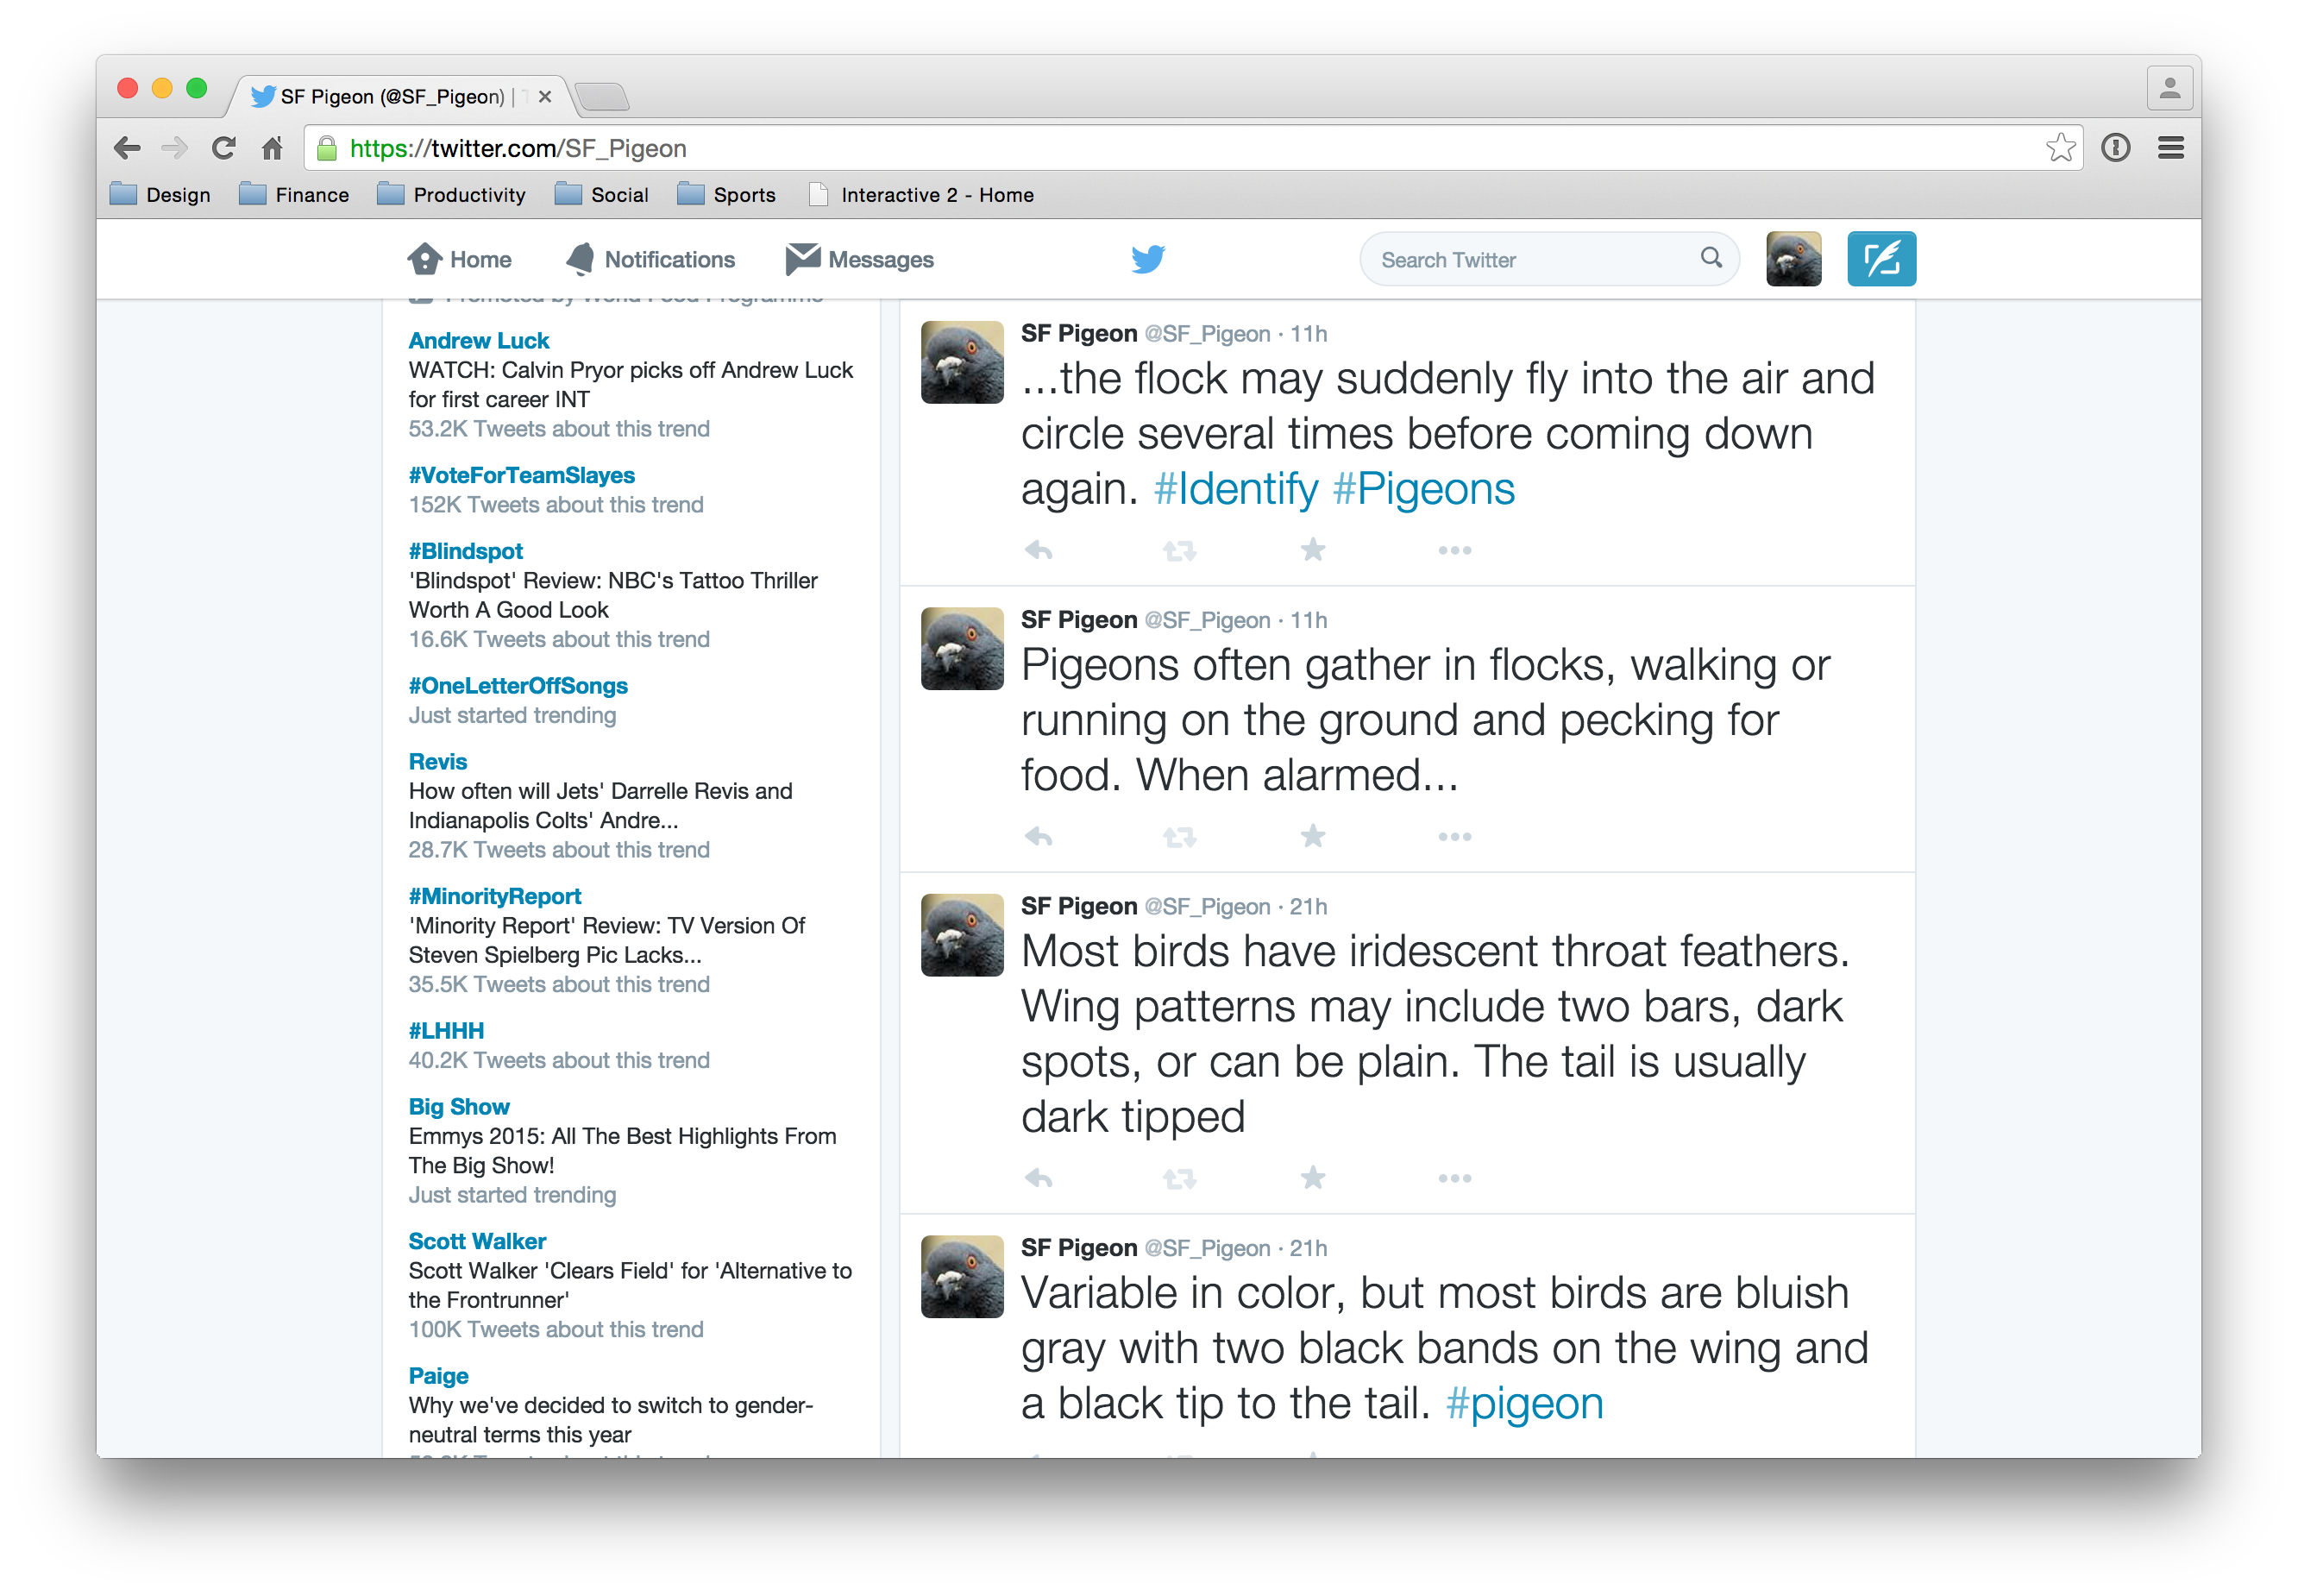 SF Pigeon (@SF_Pigeon) |
https://twitter.com/SF_Pigeon
Design Finance Productivity Social Sports Interactive 2 - Home
Home Notifications Messages Search Twitter
Promoted by World Food Programme
Andrew Luck
WATCH: Calvin Pryor picks off Andrew Luck
for first career INT
53.2K Tweets about this trend
#VoteForTeamSlayes
152K Tweets about this trend
#Blindspot
'Blindspot' Review: NBC's Tattoo Thriller
Worth A Good Look
16.6K Tweets about this trend
#OneLetterOffSongs
Just started trending
Revis
How often will Jets' Darrelle Revis and
Indianapolis Colts' Andre...
28.7K Tweets about this trend
#MinorityReport
'Minority Report' Review: TV Version Of
Steven Spielberg Pic Lacks...
35.5K Tweets about this trend
#LHHH
40.2K Tweets about this trend
Big Show
Emmys 2015: All The Best Highlights From
The Big Show!
Just started trending
Scott Walker
Scott Walker 'Clears Field' for 'Alternative to
the Frontrunner'
100K Tweets about this trend
Paige
Why we've decided to switch to gender-
neutral terms this year
SF Pigeon @SF_Pigeon · 11h
...the flock may suddenly fly into the air and
circle several times before coming down
again. #Identify #Pigeons
SF Pigeon @SF_Pigeon · 11h
Pigeons often gather in flocks, walking or
running on the ground and pecking for
food. When alarmed...
SF Pigeon @SF_Pigeon · 21h
Most birds have iridescent throat feathers.
Wing patterns may include two bars, dark
spots, or can be plain. The tail is usually
dark tipped
SF Pigeon @SF_Pigeon · 21h
Variable in color, but most birds are bluish
gray with two black bands on the wing and
a black tip to the tail. #pigeon